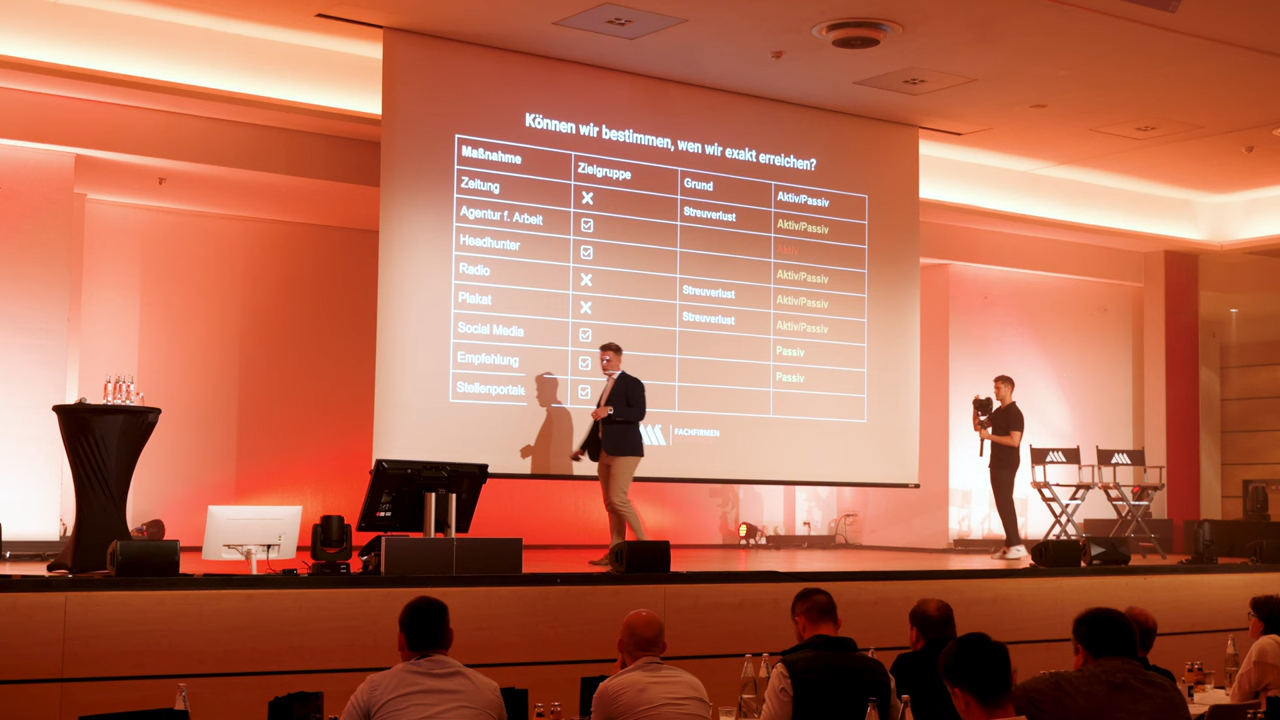 Können wir bestimmen, wen wir exakt erreichen?
Maßnahme Zielgruppe Grund Aktiv/Passiv
Zeitung Streuverlust Aktiv/Passiv
Agentur f. Arbeit Aktiv
Headhunter Aktiv/Passiv
Radio Streuverlust Aktiv/Passiv
Plakat Streuverlust Aktiv/Passiv
Social Media Passiv
Empfehlung Passiv
Stellenportale
FACHFIRMEN